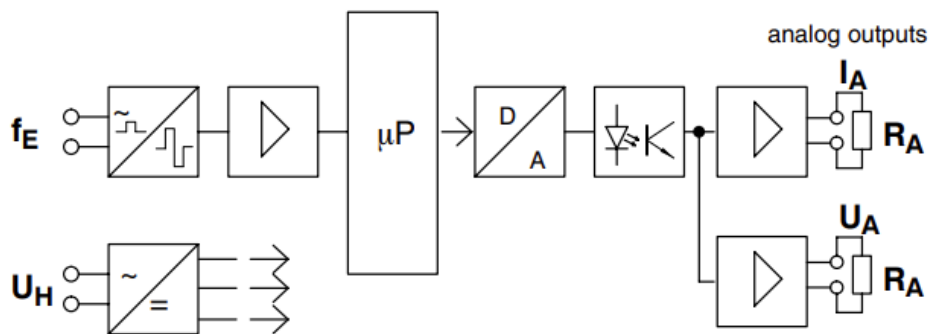 analog outputs
I_A
f_E
μP
D
A
R_A
U_A
U_H
~
=
R_A